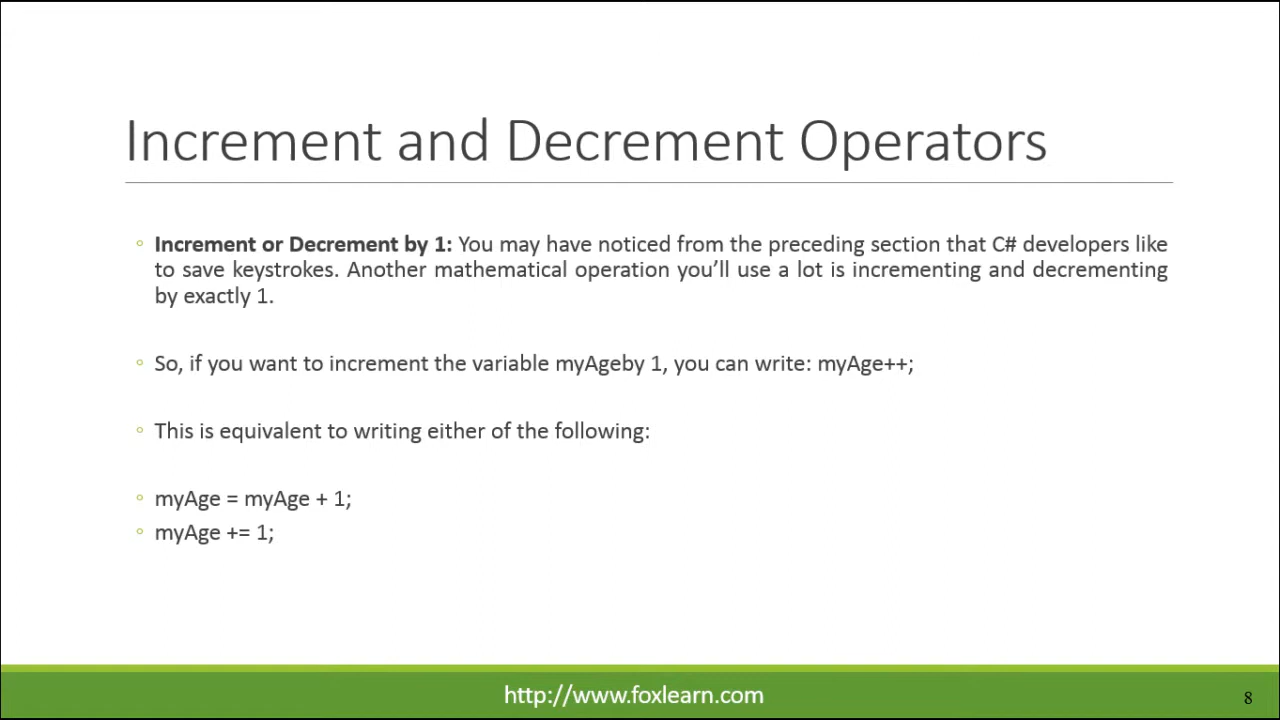 Increment and Decrement Operators
◦ Increment or Decrement by 1: You may have noticed from the preceding section that C# developers like
to save keystrokes. Another mathematical operation you’ll use a lot is incrementing and decrementing
by exactly 1.
◦ So, if you want to increment the variable myAgeby 1, you can write: myAge++;
◦ This is equivalent to writing either of the following:
◦ myAge = myAge + 1;
◦ myAge += 1;
http://www.foxlearn.com
8